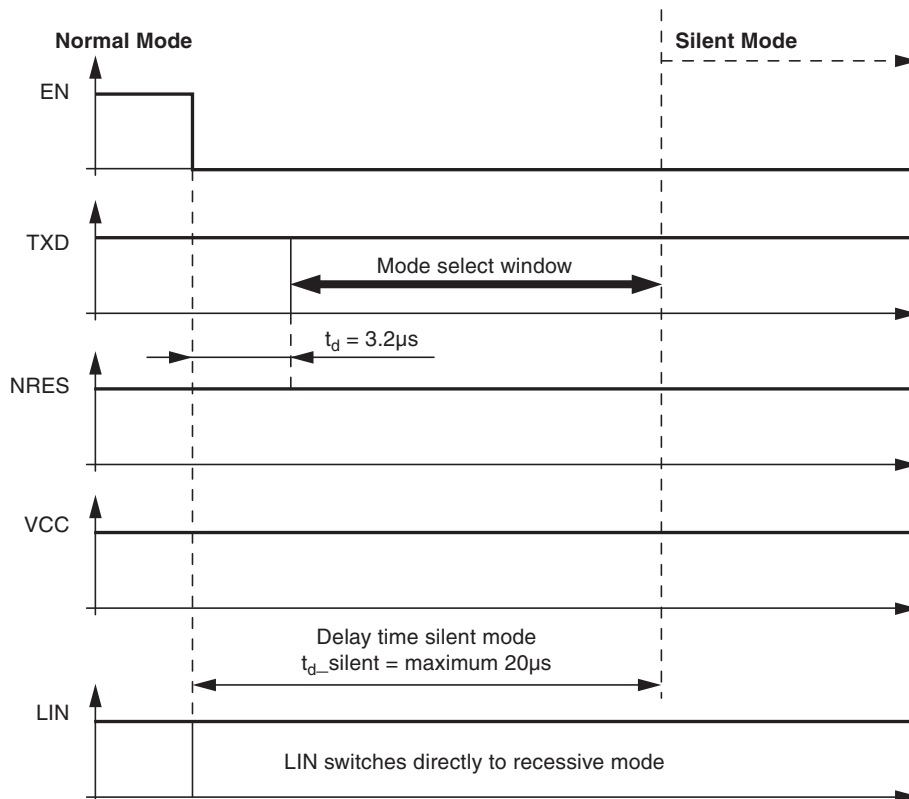 Normal Mode
Silent Mode
EN
TXD
Mode select window
t_d = 3.2µs
NRES
VCC
Delay time silent mode
t_d_silent = maximum 20µs
LIN
LIN switches directly to recessive mode